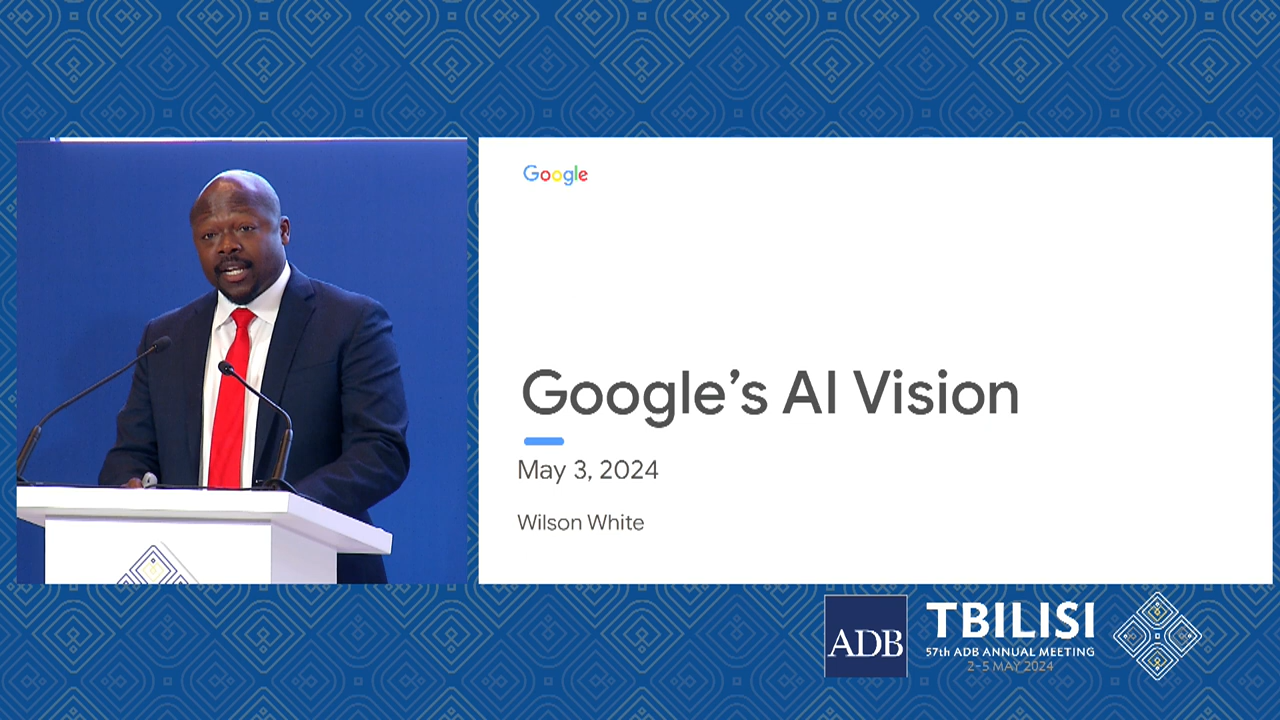 Google
Google's AI Vision
May 3, 2024
Wilson White
ADB
TBILISI
57th ADB ANNUAL MEETING
2-5 MAY 2024